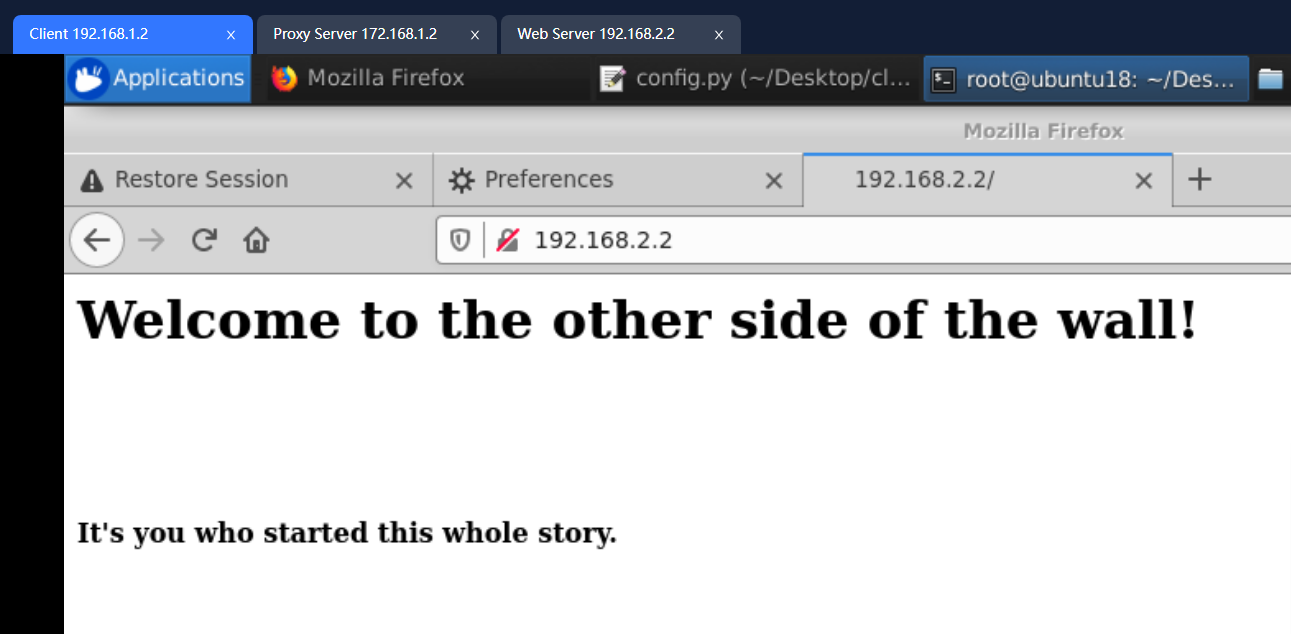 Client 192.168.1.2 x Proxy Server 172.168.1.2 x Web Server 192.168.2.2 x
Applications Mozilla Firefox config.py (~/Desktop/cl... root@ubuntu18: ~/Des...
Mozilla Firefox
Restore Session Preferences 192.168.2.2/
192.168.2.2
Welcome to the other side of the wall!
It's you who started this whole story.